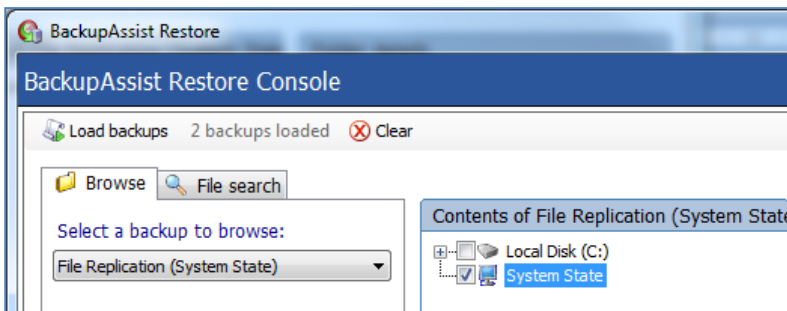 BackupAssist Restore
BackupAssist Restore Console
Load backups 2 backups loaded Clear
Browse File search
Select a backup to browse:
File Replication (System State)
Contents of File Replication (System State
Local Disk (C:)
System State